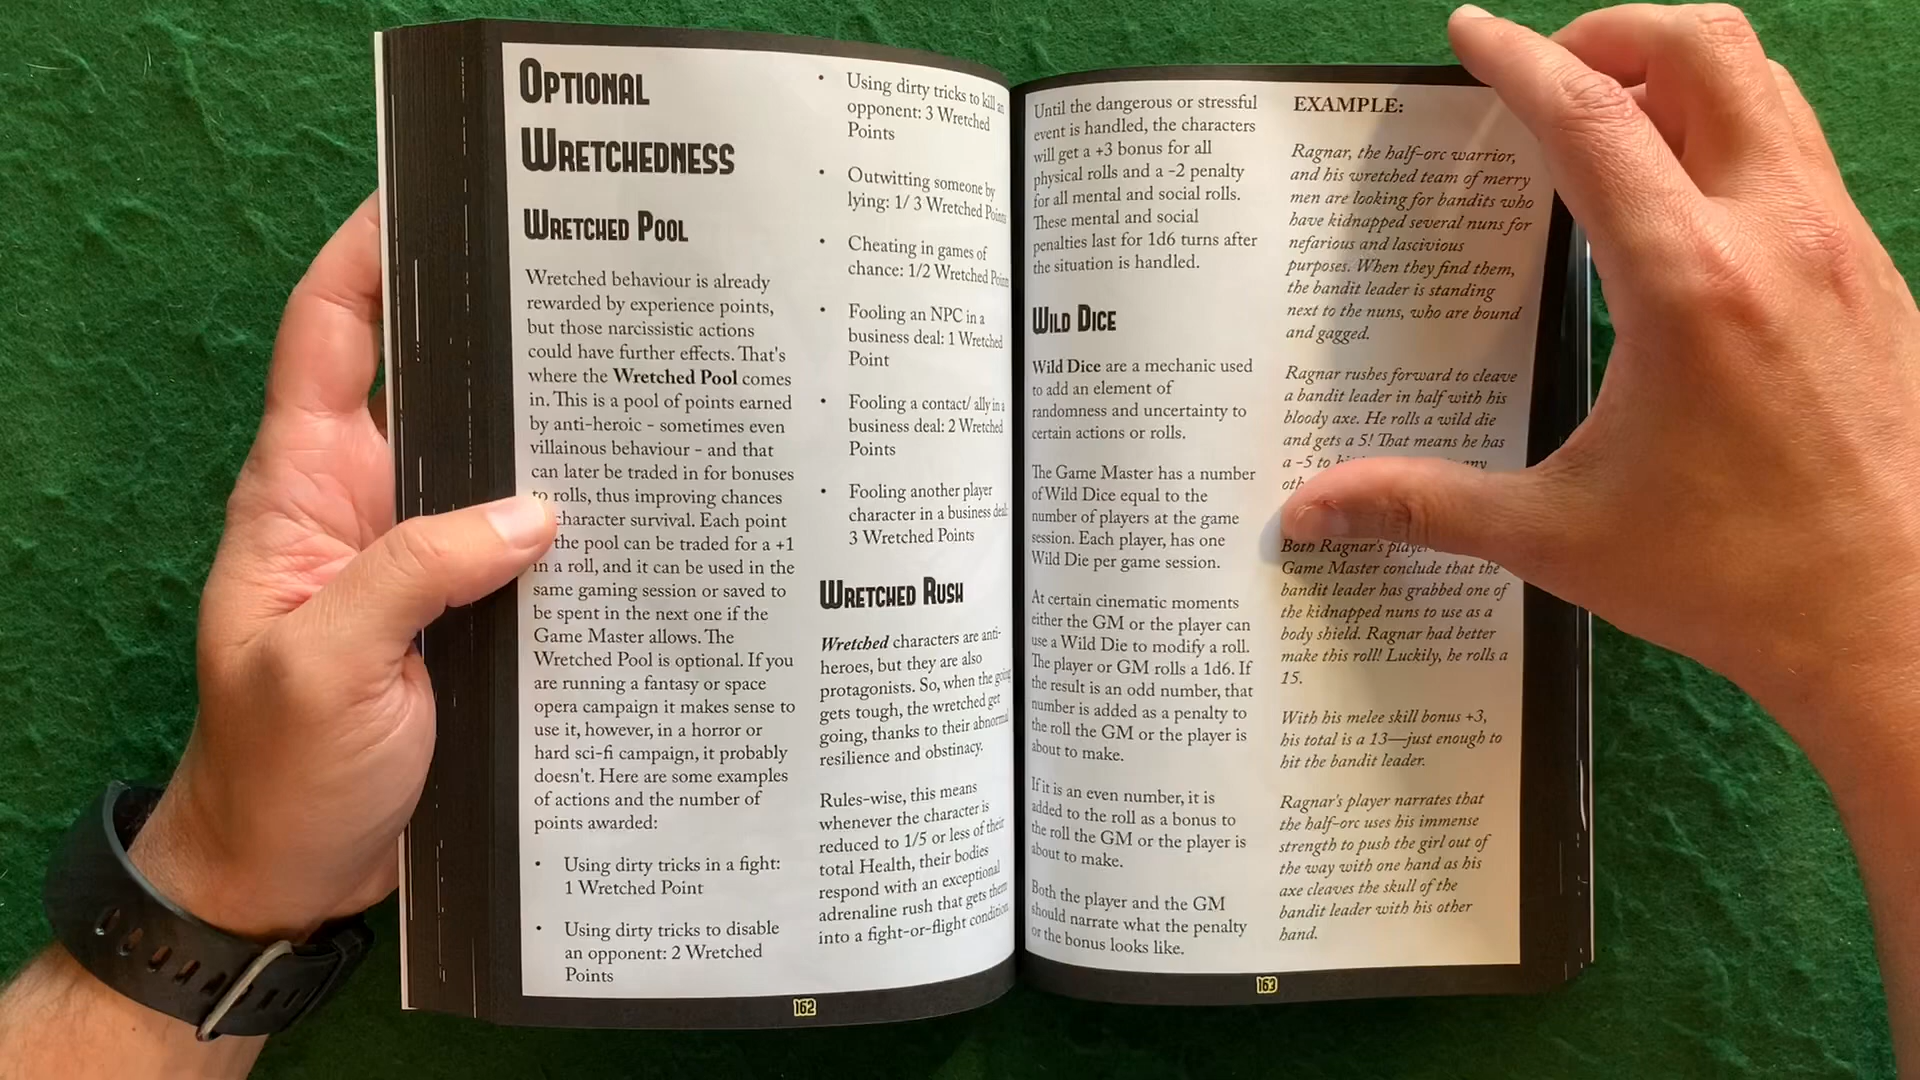 OPTIONAL
WRETCHEDNESS
WRETCHED POOL
Wretched behaviour is already
rewarded by experience points,
but those narcissistic actions
could have further effects. That's
where the Wretched Pool comes
in. This is a pool of points earned
by anti-heroic - sometimes even
villainous behaviour - and that
can later be traded in for bonuses
to rolls, thus improving chances
character survival. Each point
the pool can be traded for a +1
in a roll, and it can be used in the
same gaming session or saved to
be spent in the next one if the
Game Master allows. The
Wretched Pool is optional. If you
are running a fantasy or space
opera campaign it makes sense to
use it, however, in a horror or
hard sci-fi campaign, it probably
doesn't. Here are some examples
of actions and the number of
points awarded:
• Using dirty tricks in a fight:
1 Wretched Point
• Using dirty tricks to disable
an opponent: 2 Wretched
Points
• Using dirty tricks to kill an
opponent: 3 Wretched
Points
• Outwitting someone by
lying: 1/ 3 Wretched Points
• Cheating in games of
chance: 1/2 Wretched Points
• Fooling an NPC in a
business deal: 1 Wretched
Point
• Fooling a contact/ ally in a
business deal: 2 Wretched
Points
• Fooling another player
character in a business deal:
3 Wretched Points
WRETCHED RUSH
Wretched characters are anti-
heroes, but they are also
protagonists. So, when the going
gets tough, the wretched get
going, thanks to their abnormal
resilience and obstinacy.
Rules-wise, this means
whenever the character is
reduced to 1/5 or less of their
total Health, their bodies
respond with an exceptional
adrenaline rush that gets them
into a fight-or-flight condition
162
Until the dangerous or stressful
event is handled, the characters
will get a +3 bonus for all
physical rolls and a -2 penalty
for all mental and social rolls.
These mental and social
penalties last for 1d6 turns after
the situation is handled.
WILD DICE
Wild Dice are a mechanic used
to add an element of
randomness and uncertainty to
certain actions or rolls.
The Game Master has a number
of Wild Dice equal to the
number of players at the game
session. Each player, has one
Wild Die per game session.
At certain cinematic moments
either the GM or the player can
use a Wild Die to modify a roll.
The player or GM rolls a 1d6. If
the result is an odd number, that
number is added as a penalty to
the roll the GM or the player is
about to make.
If it is an even number, it is
added to the roll as a bonus to
the roll the GM or the player is
about to make.
Both the player and the GM
should narrate what the penalty
or the bonus looks like.
EXAMPLE:
Ragnar, the half-orc warrior,
and his wretched team of merry
men are looking for bandits who
have kidnapped several nuns for
nefarious and lascivious
purposes. When they find them,
the bandit leader is standing
next to the nuns, who are bound
and gagged.
Ragnar rushes forward to cleave
a bandit leader in half with his
bloody axe. He rolls a wild die
and gets a 5! That means he has
a -5 to any
Both Ragnar's player
Game Master conclude that the
bandit leader has grabbed one of
the kidnapped nuns to use as a
body shield. Ragnar had better
make this roll! Luckily, he rolls a
15.
With his melee skill bonus +3,
his total is a 13—just enough to
hit the bandit leader.
Ragnar's player narrates that
the half-orc uses his immense
strength to push the girl out of
the way with one hand as his
axe cleaves the skull of the
bandit leader with his other
hand.
163